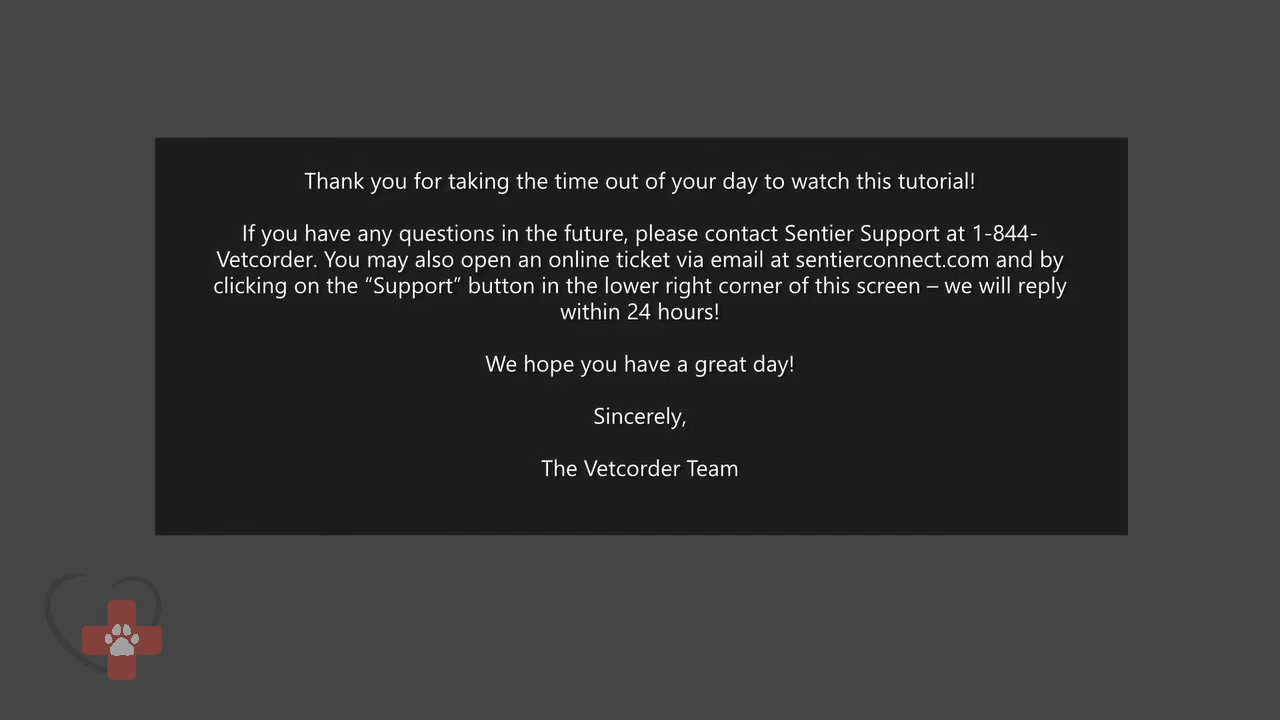 Thank you for taking the time out of your day to watch this tutorial!
If you have any questions in the future, please contact Sentier Support at 1-844-
Vetcorder. You may also open an online ticket via email at sentierconnect.com and by
clicking on the “Support” button in the lower right corner of this screen – we will reply
within 24 hours!
We hope you have a great day!
Sincerely,
The Vetcorder Team